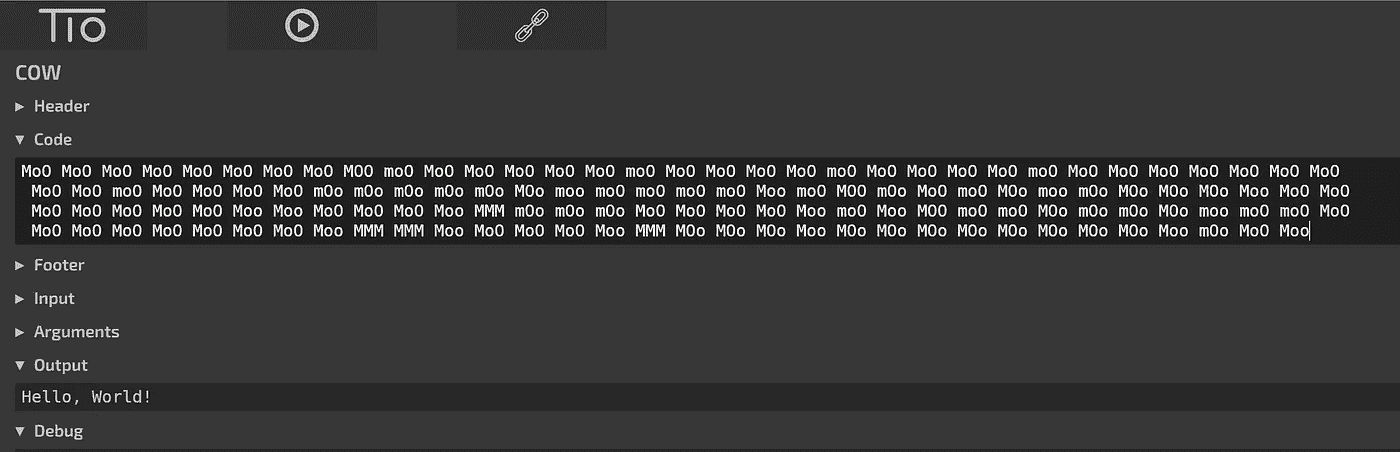 TIO
COW
Header
Code
MoO MoO MoO MoO MoO MoO MoO MoO MOO moO MoO MoO MoO MoO MoO moO MoO MoO MoO MoO moO MoO MoO MoO MoO moO MoO MoO MoO MoO MoO MoO MoO
MoO MoO moO MoO MoO MoO MoO mOo mOo mOo mOo mOo MOo moo moO moO moO moO Moo moO MOO mOo MoO moO MOo moo mOo MOo MOo MOo Moo MoO MoO
MoO MoO MoO MoO MoO Moo Moo MoO MoO MoO Moo MMM mOo mOo mOo MoO MoO MoO MoO Moo moO Moo MOO moO moO MOo mOo mOo MOo moo moO moO MoO
MoO MoO MoO MoO MoO MoO MoO Moo MMM MMM Moo MoO MoO MoO Moo MMM MOo MOo MOo Moo MOo MOo MOo MOo MOo MOo MOo MOo Moo mOo MoO Moo
Footer
Input
Arguments
Output
Hello, World!
Debug